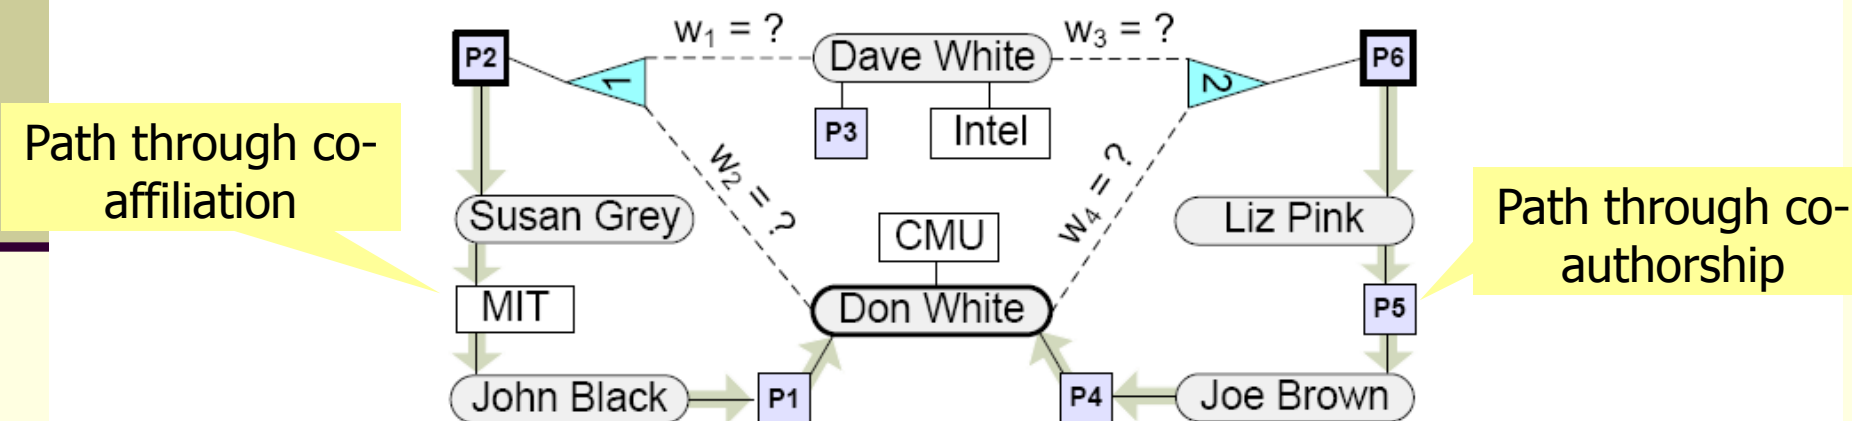 w₁ = ?
w₃ = ?
P2
1
Dave White
2
P6
P3
Intel
Path through co-
affiliation
w₂ = ?
w₄ = ?
Susan Grey
CMU
Liz Pink
Path through co-
authorship
MIT
Don White
P5
John Black
P1
P4
Joe Brown